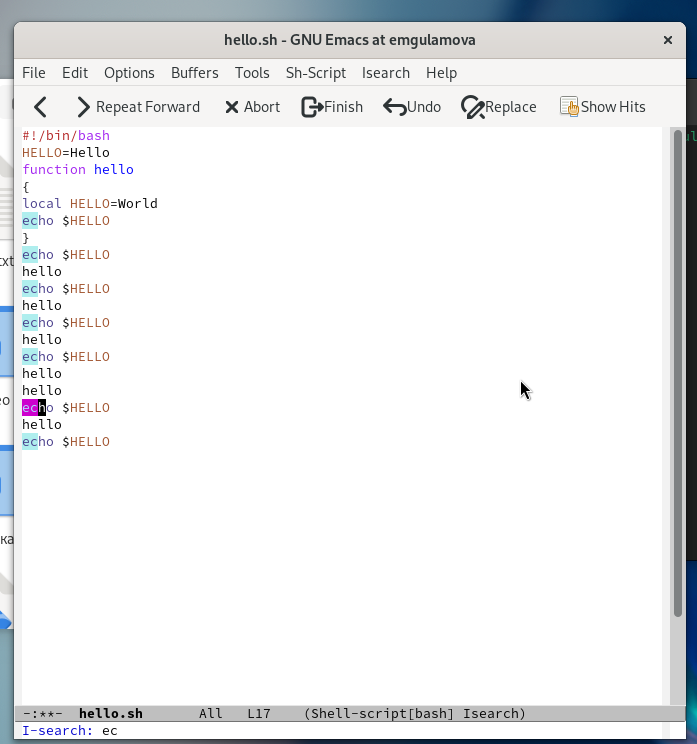 hello.sh - GNU Emacs at emgulamova
File Edit Options Buffers Tools Sh-Script Isearch Help
Repeat Forward Abort Finish Undo Replace Show Hits
#!/bin/bash
HELLO=Hello
function hello
{
local HELLO=World
echo $HELLO
}
echo $HELLO
hello
echo $HELLO
hello
echo $HELLO
hello
echo $HELLO
hello
hello
echo $HELLO
hello
echo $HELLO
-:**- hello.sh All L17 (Shell-script[bash] Isearch)
I-search: ec